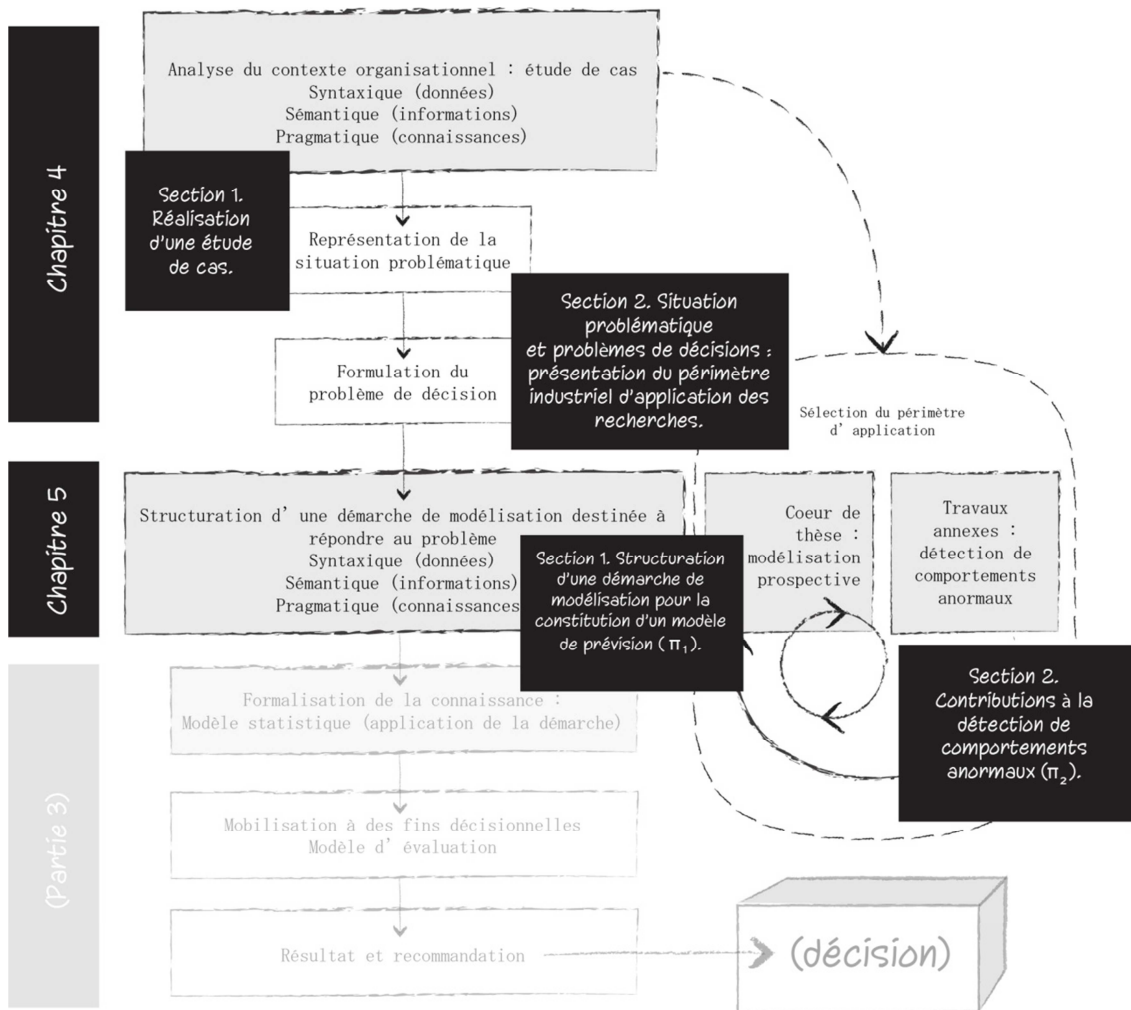 Chapitre 4
Analyse du contexte organisationnel : étude de cas
Syntaxique (données)
Sémantique (informations)
Pragmatique (connaissances)
Section 1.
Réalisation
d'une étude
de cas.
Représentation de la
situation problématique
Section 2. Situation
problématique
et problèmes de décisions :
présentation du périmètre
industriel d'application des
recherches.
Formulation du
problème de décision
Sélection du périmètre
d' application
Chapitre 5
Structuration d' une démarche de modélisation destinée à
répondre au problème
Syntaxique (données)
Sémantique (informations)
Pragmatique (connaissances
Section 1. Structuration
d'une démarche de
modélisation pour la
constitution d'un modèle
de prévision (π₁).
Coeur de
thèse :
modélisation
prospective
Travaux
annexes :
détection de
comportements
anormaux
Section 2.
Contributions à la
détection de
comportements
anormaux (π₂).
(Partie 3)
Formalisation de la connaissance :
Modèle statistique (application de la démarche)
Mobilisation à des fins décisionnelles
Modèle d' évaluation
Résultat et recommandation
(décision)